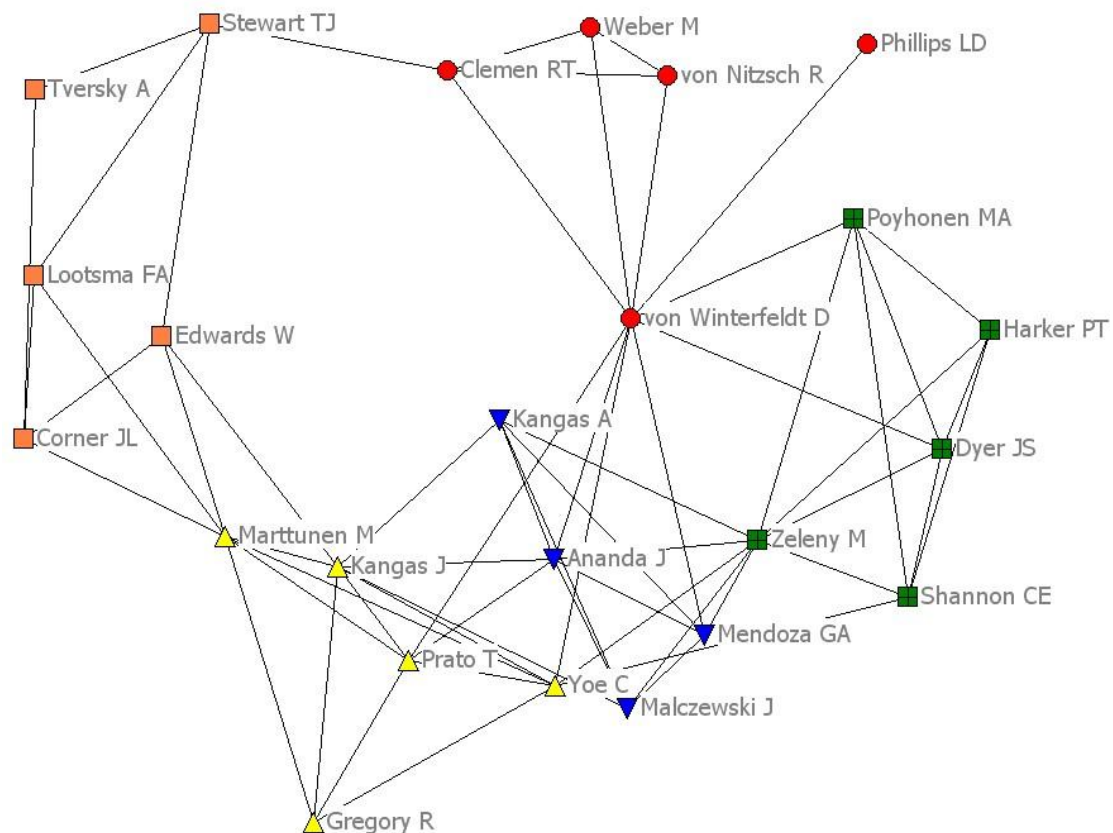 Stewart TJ
Weber M
Phillips LD
Clemen RT
von Nitzsch R
Tversky A
Poyhonen MA
Lootsma FA
von Winterfeldt D
Harker PT
Edwards W
Kangas A
Corner JL
Dyer JS
Marttunen M
Zeleny M
Ananda J
Kangas J
Shannon CE
Mendoza GA
Prato T
Yoe C
Malczewski J
Gregory R